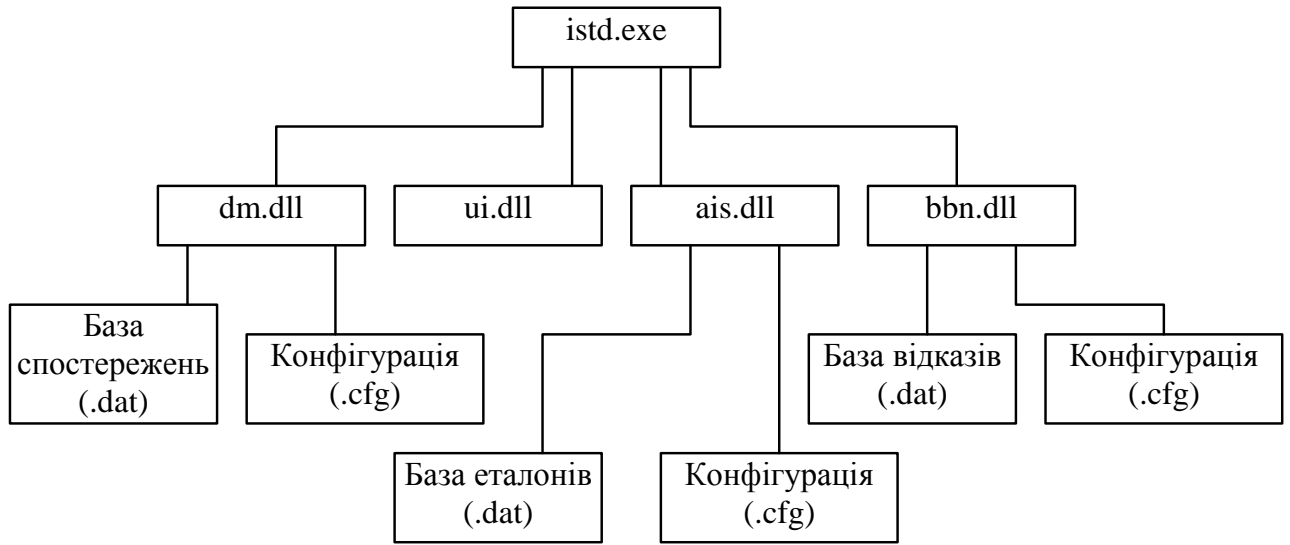 istd.exe
dm.dll
ui.dll
ais.dll
bbn.dll
База
спостережень
(.dat)
Конфігурація
(.cfg)
База відказів
(.dat)
Конфігурація
(.cfg)
База еталонів
(.dat)
Конфігурація
(.cfg)